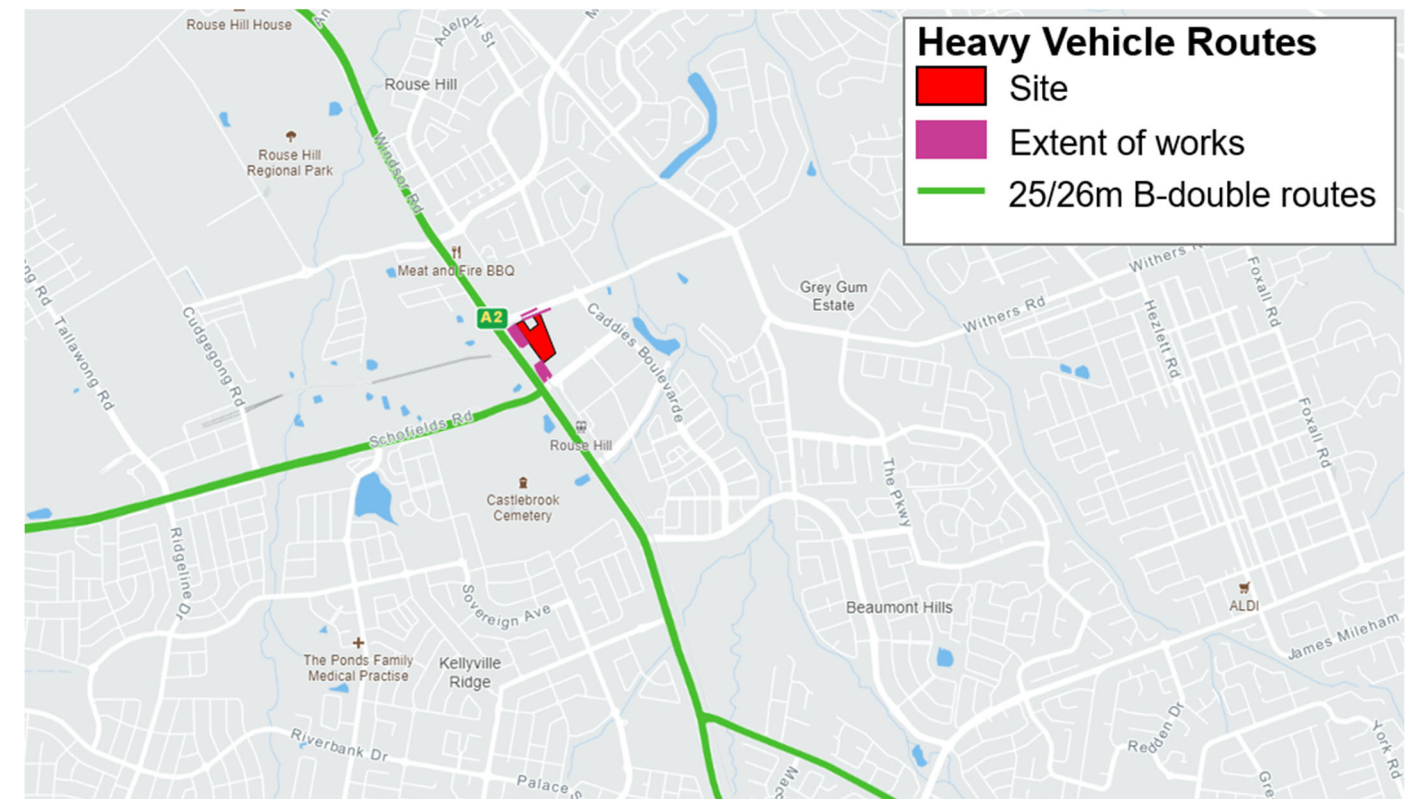 Heavy Vehicle Routes
Site
Extent of works
25/26m B-double routes
Rouse Hill House
Adelphi St
Rouse Hill
Windsor Rd
Rouse Hill
Regional Park
Meat and Fire BBQ
A2
Grey Gum
Estate
Withers Rd
Withers
Foxall Rd
Hezlett Rd
Foxall Rd
Caddies Boulevarde
Cudgegong Rd
Tallawong Rd
ng Rd
Schofields Rd
Rouse Hill
Castlebrook
Cemetery
The Pkwy
Ridgeline Dr
Sovereign Ave
Beaumont Hills
ALDI
James Mileham
The Ponds Family
Medical Practise
Kellyville
Ridge
Riverbank Dr
Palace S
Redden Dr
York Rd
Mac
Gre